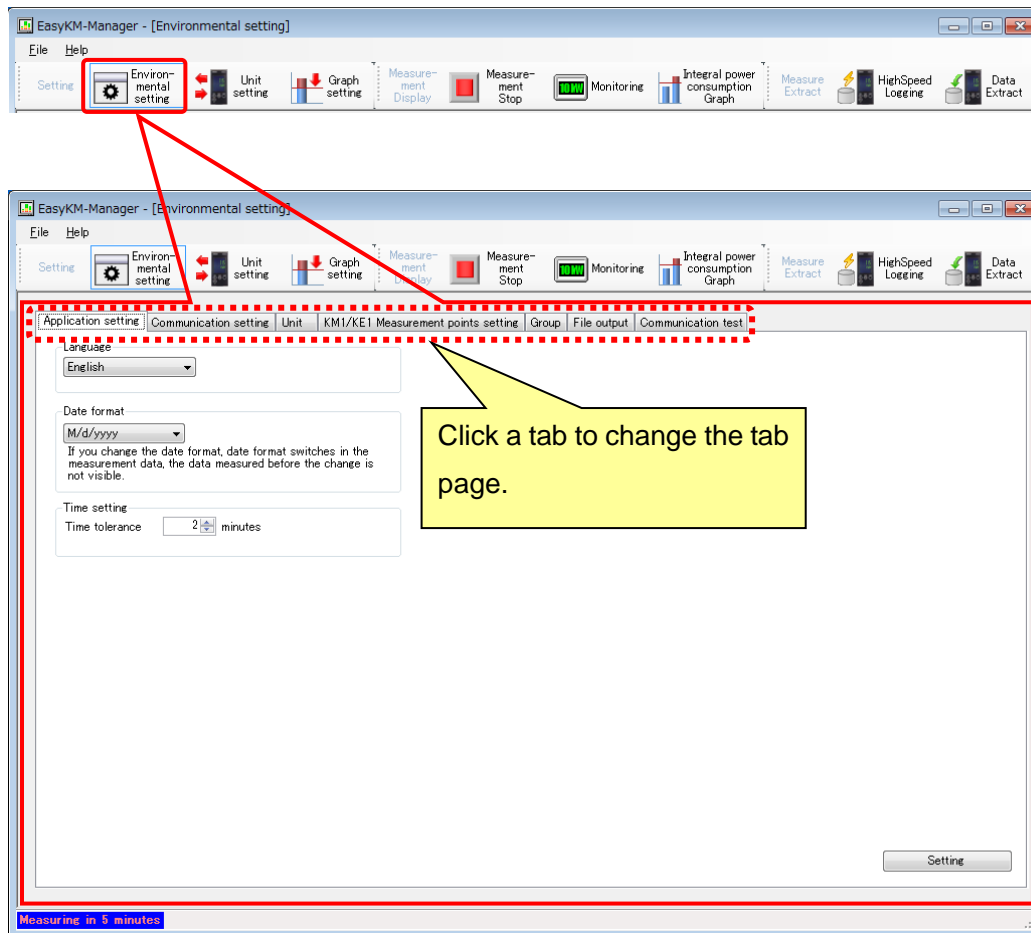 EasyKM-Manager - [Environmental setting]
File Help
Setting
Environ-
mental
setting
Unit
setting
Graph
setting
Measure-
ment
Display
Measure-
ment
Stop
10 kW
Monitoring
Integral power
consumption
Graph
Measure
Extract
HighSpeed
Logging
Data
Extract
EasyKM-Manager - [Environmental setting]
File Help
Setting
Environ-
mental
setting
Unit
setting
Graph
setting
Measure-
ment
Display
Measure-
ment
Stop
10 kW
Monitoring
Integral power
consumption
Graph
Measure
Extract
HighSpeed
Logging
Data
Extract
Application setting Communication setting Unit KM1/KE1 Measurement points setting Group File output Communication test
Language
English
Date format
M/d/yyyy
If you change the date format, date format switches in the
measurement data, the data measured before the change is
not visible.
Time setting
Time tolerance 2 minutes
Click a tab to change the tab
page.
Setting
Measuring in 5 minutes